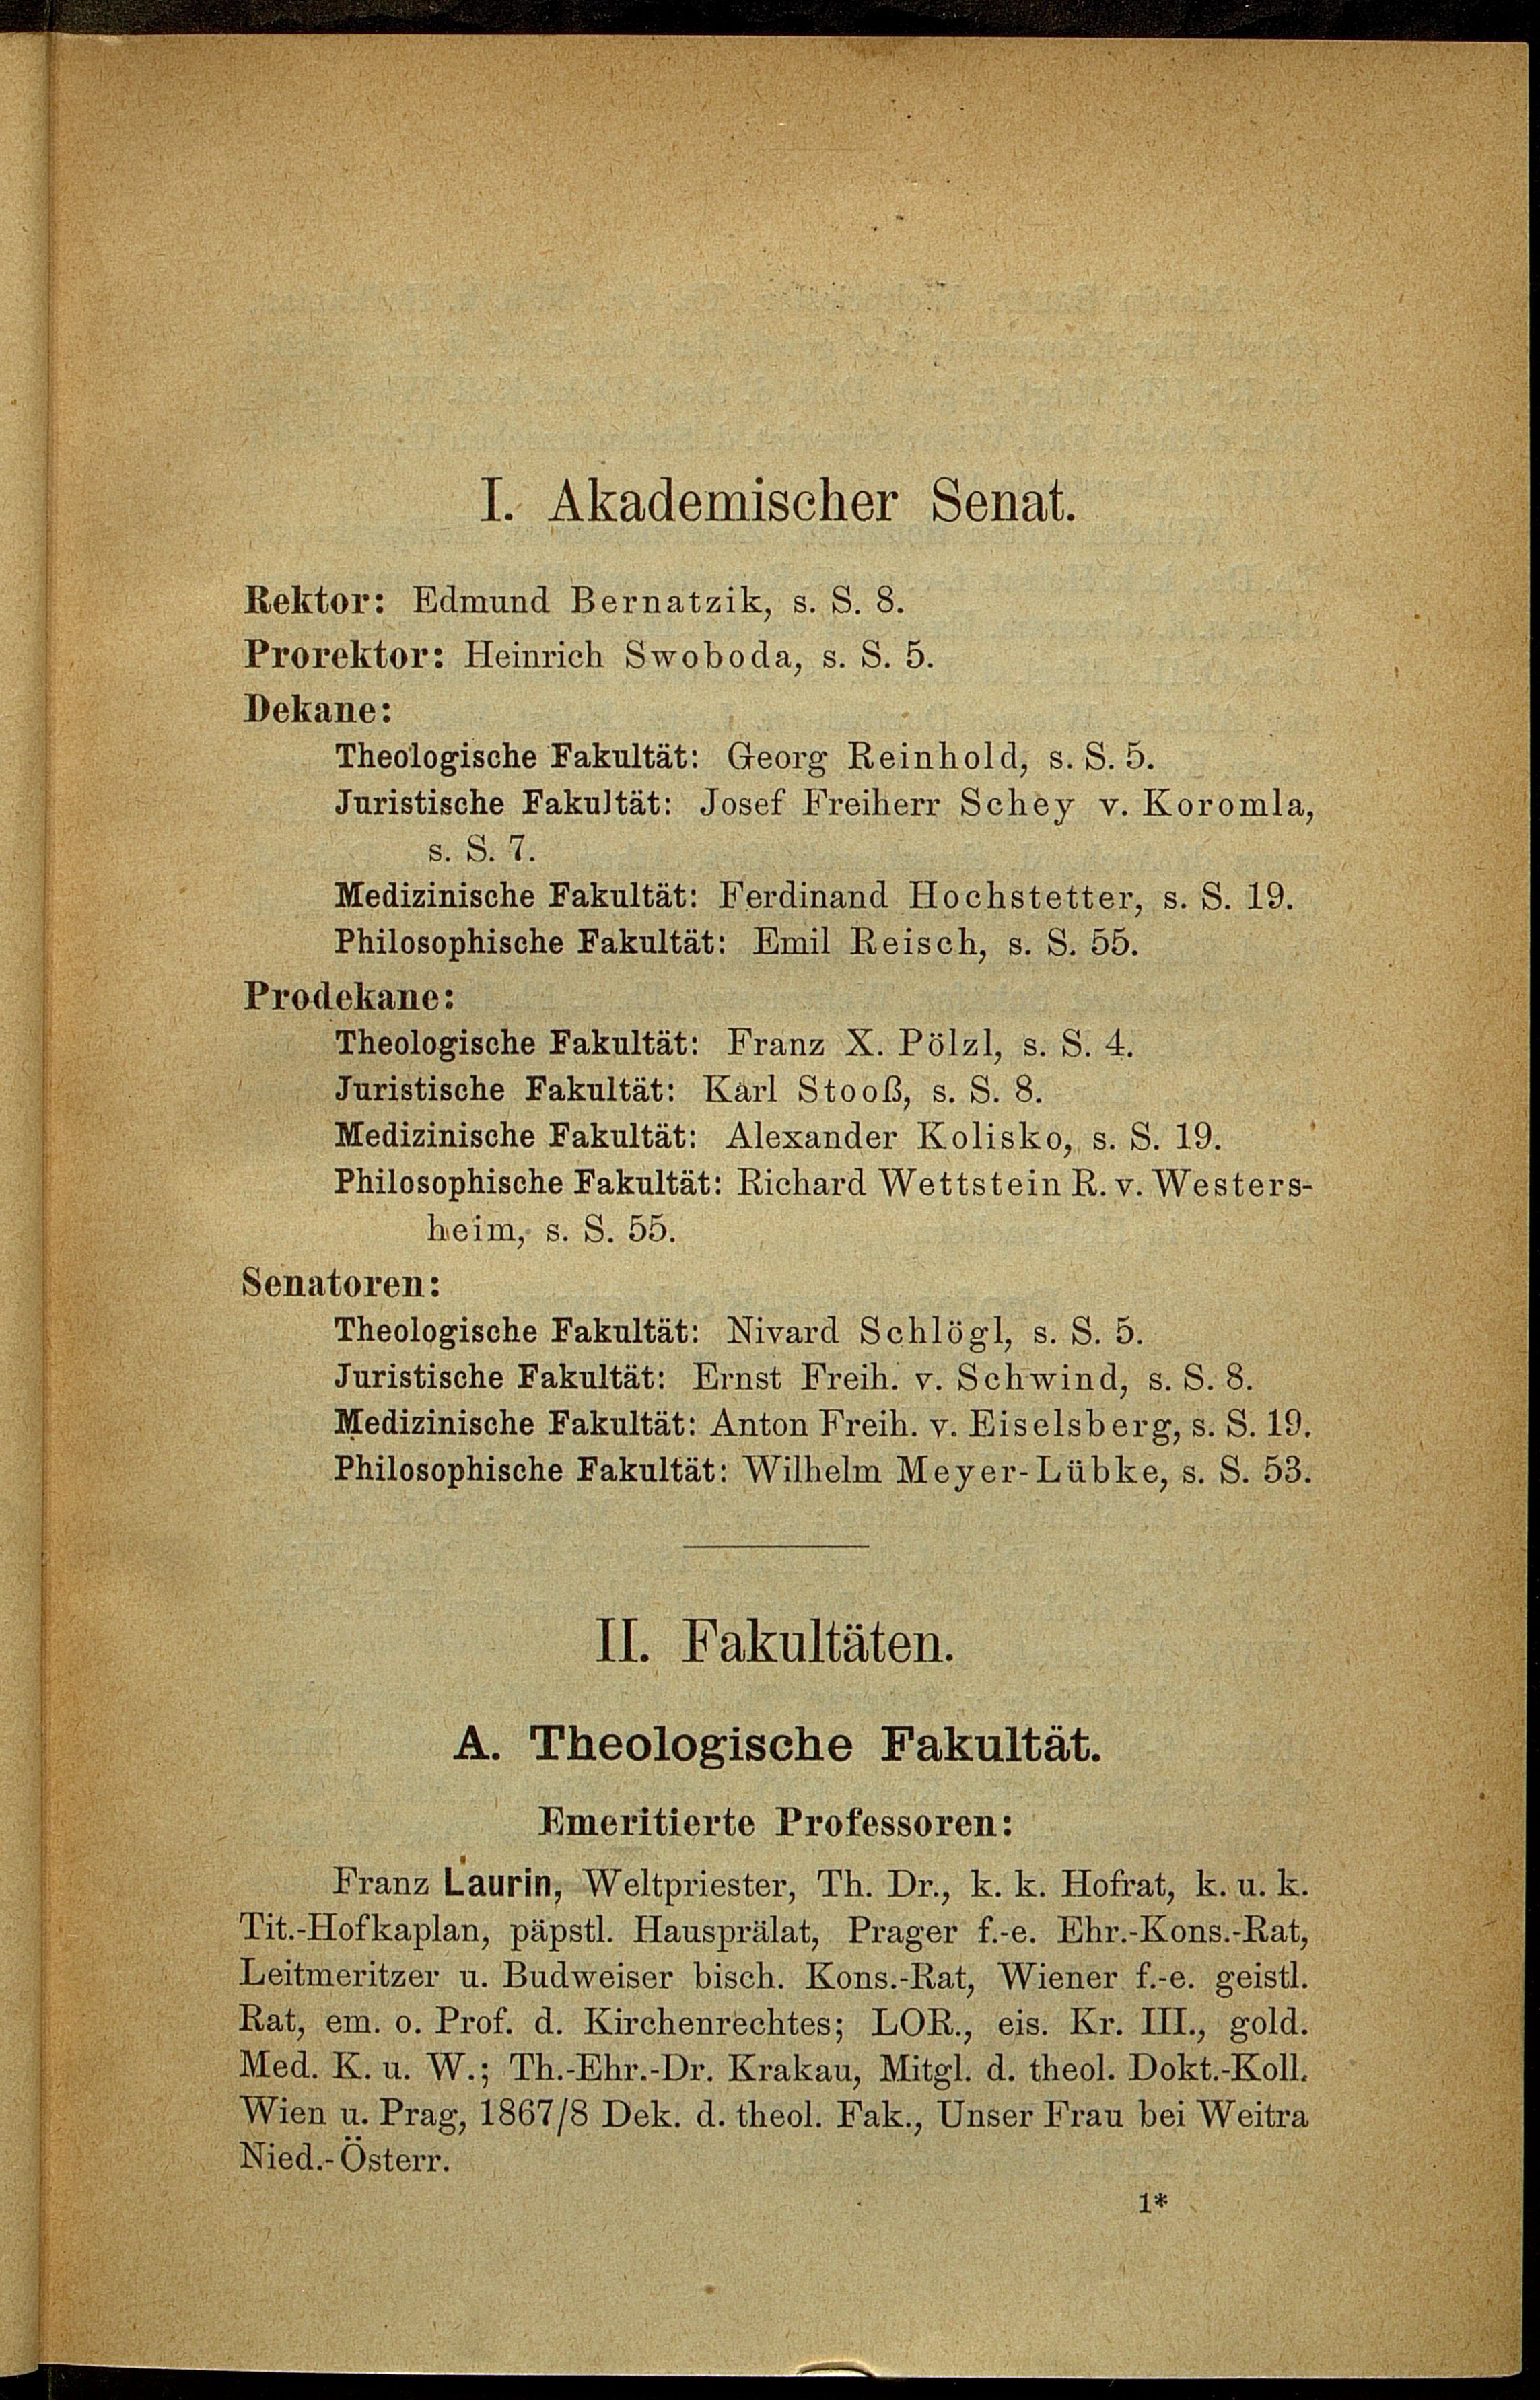 I. Akademischer Senat.
Rektor: Edmund Bernatzik, s. S. 8.
Prorektor: Heinrich Swoboda, s. S. 5.
Dekane:
Theologische Fakultät: Georg Reinhold, s. S. 5.
Juristische Fakultät: Josef Freiherr Schey v. Koromla,
s. S. 7.
Medizinische Fakultät: Ferdinand Hochstetter, s. S. 19.
Philosophische Fakultät: Emil Reisch, s. S. 55.
Prodekane:
Theologische Fakultät: Franz X. Pölzl, s. S. 4.
Juristische Fakultät: Karl Stooß, s. S. 8.
Medizinische Fakultät: Alexander Kolisko, s. S. 19.
Philosophische Fakultät: Richard Wettstein R. v. Westers-
heim, s. S. 55.
Senatoren:
Theologische Fakultät: Nivard Schlögl, s. S. 5.
Juristische Fakultät: Ernst Freih. v. Schwind, s. S. 8.
Medizinische Fakultät: Anton Freih. v. Eiselsberg, s. S. 19.
Philosophische Fakultät: Wilhelm Meyer-Lübke, s. S. 53.
II. Fakultäten.
A. Theologische Fakultät.
Emeritierte Professoren:
Franz Laurin, Weltpriester, Th. Dr., k. k. Hofrat, k. u. k.
Tit.-Hofkaplan, päpstl. Hausprälat, Prager f.-e. Ehr.-Kons.-Rat,
Leitmeritzer u. Budweiser bisch. Kons.-Rat, Wiener f.-e. geistl.
Rat, em. o. Prof. d. Kirchenrechtes; LOR., eis. Kr. III., gold.
Med. K. u. W.; Th.-Ehr.-Dr. Krakau, Mitgl. d. theol. Dokt.-Koll.
Wien u. Prag, 1867/8 Dek. d. theol. Fak., Unser Frau bei Weitra
Nied.-Österr.
1*